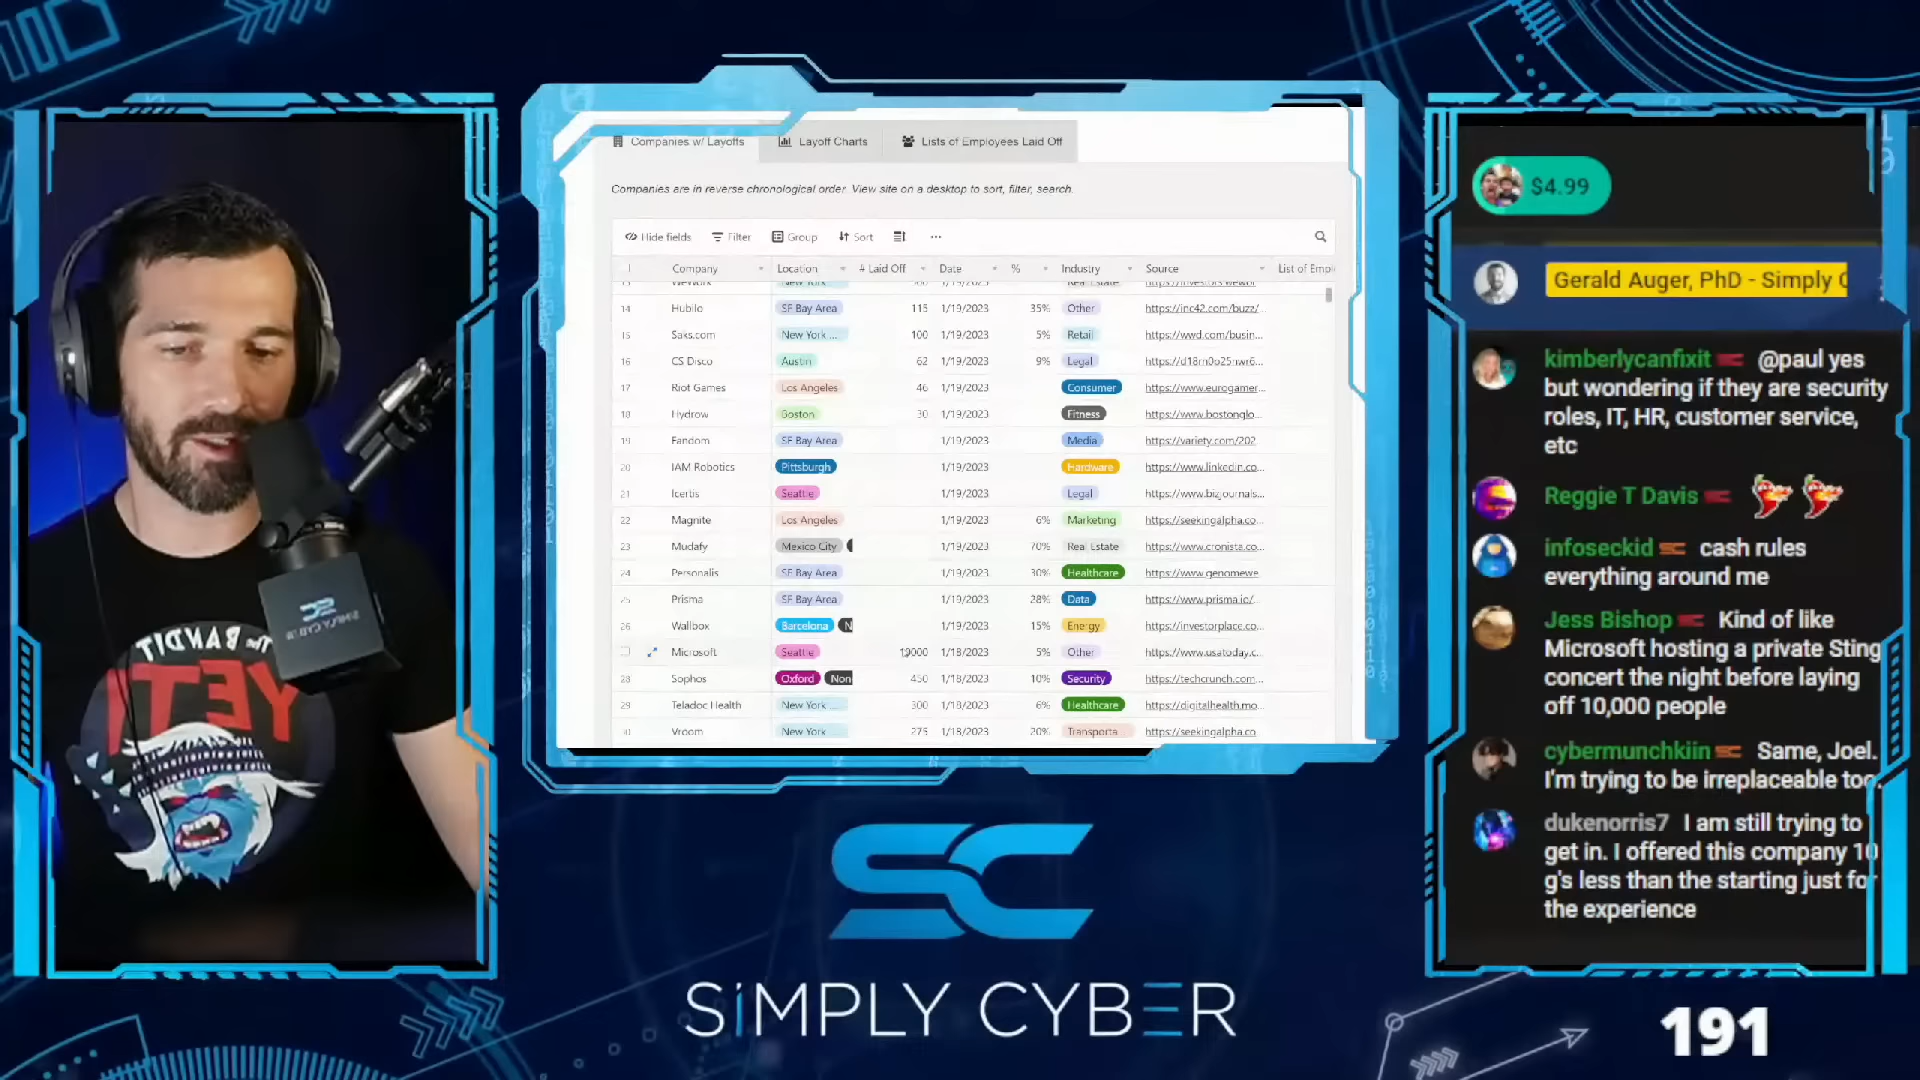 Companies w/ Layoffs
Layoff Charts
Lists of Employees Laid Off
Companies are in reverse chronological order. View site on a desktop to sort, filter, search.
Hide fields Filter Group Sort ...
Company Location # Laid Off Date % Industry Source List of Empl
14 Hubilo SF Bay Area 115 1/19/2023 35% Other https://inc42.com/buzz/...
15 Saks.com New York ... 100 1/19/2023 5% Retail https://wwd.com/busin...
16 CS Disco Austin 62 1/19/2023 9% Legal
17 Riot Games Los Angeles 46 1/19/2023 Consumer https://www.eurogamer...
18 Hydrow Boston 30 1/19/2023 Fitness https://www.bostonglo...
19 Fandom SF Bay Area 1/19/2023 Media https://variety.com/202
20 IAM Robotics Pittsburgh 1/19/2023 Hardware https://www.linkedin.co...
21 Icertis Seattle 1/19/2023 Legal https://www.bizjournals...
22 Magnite Los Angeles 1/19/2023 6% Marketing https://seekingalpha.co...
23 Mudafy Mexico City 1/19/2023 70% Real Estate https://www.cronista.co...
24 Personalis SF Bay Area 1/19/2023 30% Healthcare https://www.genomewe...
25 Prisma SF Bay Area 1/19/2023 28% Data https://www.prisma.io/...
26 Wallbox Barcelona N 1/19/2023 15% Energy https://investorplace.co...
Microsoft Seattle 1/18/2023 5% Other https://www.usatoday.c...
28 Sophos Oxford Non 450 1/18/2023 10% Security https://techcrunch.com...
29 Teladoc Health New York ... 300 1/18/2023 6% Healthcare https://digitalhealth.mo...
Vroom New York 275 1/18/2023 20% Transporta https://seekingalpha.co
THE BANDIT
YETI
SIMPLY CYBER
SC
SiMPLY CYBER
$4.99
Gerald Auger, PhD - Simply C
kimberlycanfixit @paul yes
but wondering if they are security
roles, IT, HR, customer service,
etc
Reggie T Davis
infoseckid cash rules
everything around me
Jess Bishop Kind of like
Microsoft hosting a private Sting
concert the night before laying
off 10,000 people
cybermunchkiin Same, Joel.
I'm trying to be irreplaceable too.
dukenorris7 I am still trying to
get in. I offered this company 10
g's less than the starting just for
the experience
191